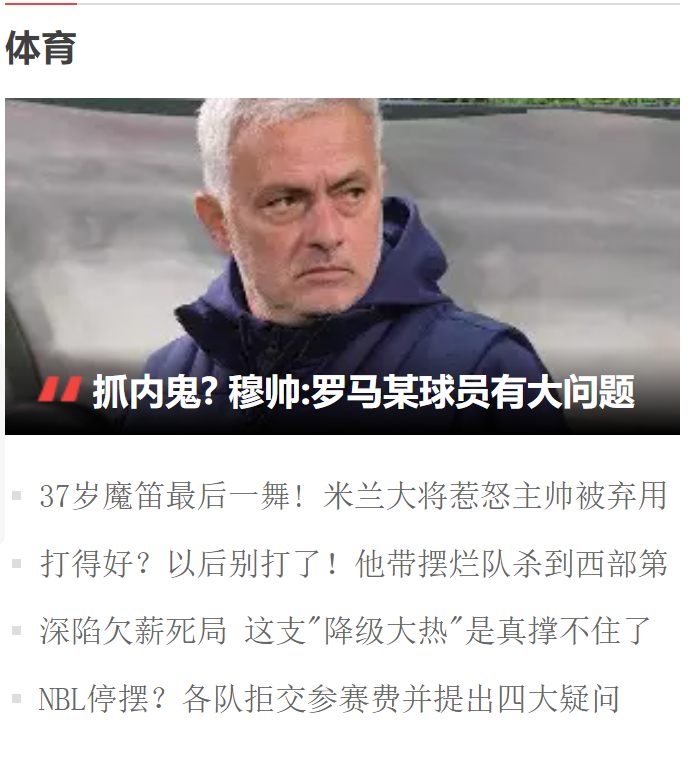 体育
抓内鬼? 穆帅:罗马某球员有大问题
37岁魔笛最后一舞! 米兰大将惹怒主帅被弃用
打得好? 以后别打了! 他带摆烂队杀到西部第
深陷欠薪死局 这支"降级大热"是真撑不住了
NBL停摆? 各队拒交参赛费并提出四大疑问